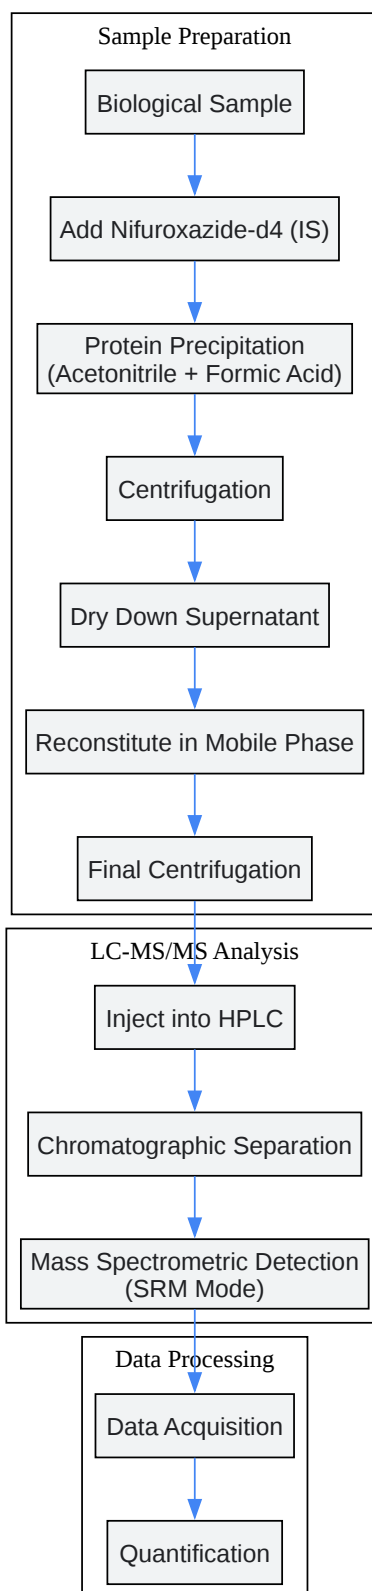 Sample Preparation
Biological Sample
Add Nifuroxazide-d4 (IS)
Protein Precipitation
(Acetonitrile + Formic Acid)
Centrifugation
Dry Down Supernatant
Reconstitute in Mobile Phase
Final Centrifugation
LC-MS/MS Analysis
Inject into HPLC
Chromatographic Separation
Mass Spectrometric Detection
(SRM Mode)
Data Processing
Data Acquisition
Quantification